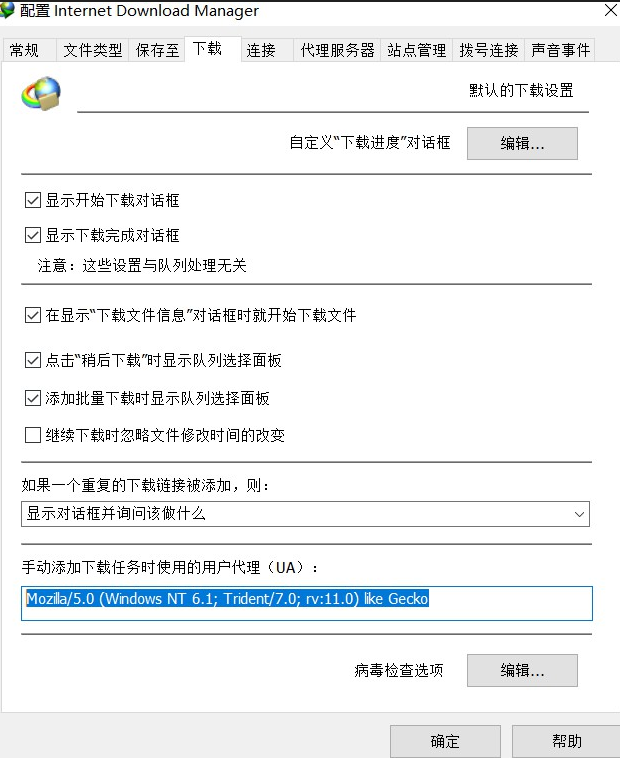 配置 Internet Download Manager
常规 文件类型 保存至 下载 连接 代理服务器 站点管理 拨号连接 声音事件
默认的下载设置
自定义“下载进度”对话框 编辑...
显示开始下载对话框
显示下载完成对话框
注意：这些设置与队列处理无关
在显示“下载文件信息”对话框时就开始下载文件
点击“稍后下载”时显示队列选择面板
添加批量下载时显示队列选择面板
继续下载时忽略文件修改时间的改变
如果一个重复的下载链接被添加，则：
显示对话框并询问该做什么
手动添加下载任务时使用的用户代理（UA）：
Mozilla/5.0 (Windows NT 6.1; Trident/7.0; rv:11.0) like Gecko
病毒检查选项 编辑...
确定 帮助